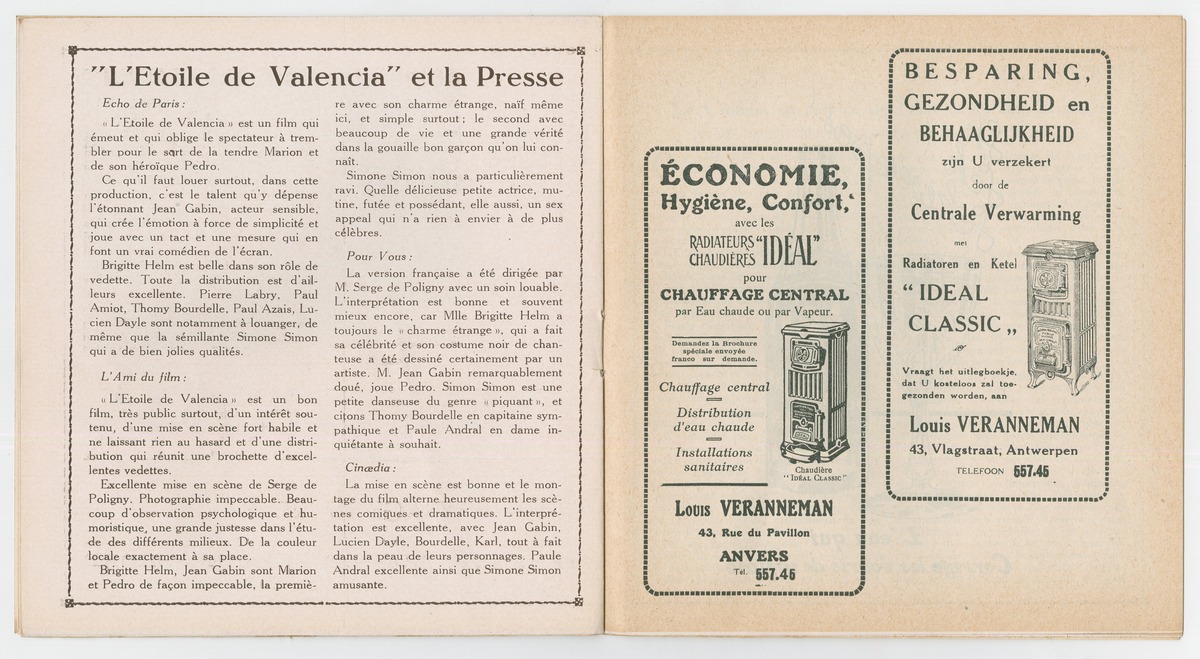 "L'Etoile de Valencia" et la Presse
Echo de Paris :
« L'Etoile de Valencia » est un film qui
émeut et qui oblige le spectateur à trem-
bler pour le sort de la tendre Marion et
de son héroïque Pedro.
Ce qu'il faut louer surtout, dans cette
production, c'est le talent qu'y dépense
l'étonnant Jean Gabin, acteur sensible,
qui crée l'émotion à force de simplicité et
joue avec un tact et une mesure qui en
font un vrai comédien de l'écran.
Brigitte Helm est belle dans son rôle de
vedette. Toute la distribution est d'ail-
leurs excellente. Pierre Labry, Paul
Amiot, Thomy Bourdelle, Paul Azais, Lu-
cien Dayle sont notamment à louanger, de
même que la sémillante Simone Simon
qui a de bien jolies qualités.
L'Ami du film :
« L'Etoile de Valencia » est un bon
film, très public surtout, d'un intérêt sou-
tenu, d'une mise en scène fort habile et
ne laissant rien au hasard et d'une distri-
bution qui réunit une brochette d'excel-
lentes vedettes.
Excellente mise en scène de Serge de
Poligny. Photographie impeccable. Beau-
coup d'observation psychologique et hu-
moristique, une grande justesse dans l'étu-
de des différents milieux. De la couleur
locale exactement à sa place.
Brigitte Helm, Jean Gabin sont Marion
et Pedro de façon impeccable, la premiè-
re avec son charme étrange, naïf même
ici, et simple surtout; le second avec
beaucoup de vie et une grande vérité
dans la gouaille bon garçon qu'on lui con-
naît.
Simone Simon nous a particulièrement
ravi. Quelle délicieuse petite actrice, mu-
tine, futée et possédant, elle aussi, un sex
appeal qui n'a rien à envier à de plus
célèbres.
Pour Vous :
La version française a été dirigée par
M. Serge de Poligny avec un soin louable.
L'interprétation est bonne et souvent
mieux encore, car Mlle Brigitte Helm a
toujours le « charme étrange », qui a fait
sa célébrité et son costume noir de chan-
teuse a été dessiné certainement par un
artiste. M. Jean Gabin remarquablement
doué, joue Pedro. Simon Simon est une
petite danseuse du genre « piquant », et
citons Thomy Bourdelle en capitaine sym-
pathique et Paule Andral en dame in-
quiétante à souhait.
Cinædia :
La mise en scène est bonne et le mon-
tage du film alterne heureusement les scè-
nes comiques et dramatiques. L'interpré-
tation est excellente, avec Jean Gabin,
Lucien Dayle, Bourdelle, Karl, tout à fait
dans la peau de leurs personnages. Paule
Andral excellente ainsi que Simone Simon
amusante.
ÉCONOMIE,
Hygiène, Confort,
avec les
RADIATEURS
CHAUDIÈRES "IDÉAL"
pour
CHAUFFAGE CENTRAL
par Eau chaude ou par Vapeur.
Demandez la Brochure
spéciale envoyée
franco sur demande.
Chauffage central
Distribution
d'eau chaude
Installations
sanitaires
Chaudière
"IDÉAL CLASSIC"
Louis VERANNEMAN
43, Rue du Pavillon
ANVERS
Tél. 557.45
BESPARING,
GEZONDHEID en
BEHAAGLIJKHEID
zijn U verzekert
door de
Centrale Verwarming
met
Radiatoren en Ketel
"IDEAL
CLASSIC „
Vraagt het uitlegboekje,
dat U kosteloos zal toe-
gezonden worden, aan
Louis VERANNEMAN
43, Vlagstraat, Antwerpen
TELEFOON 557.45